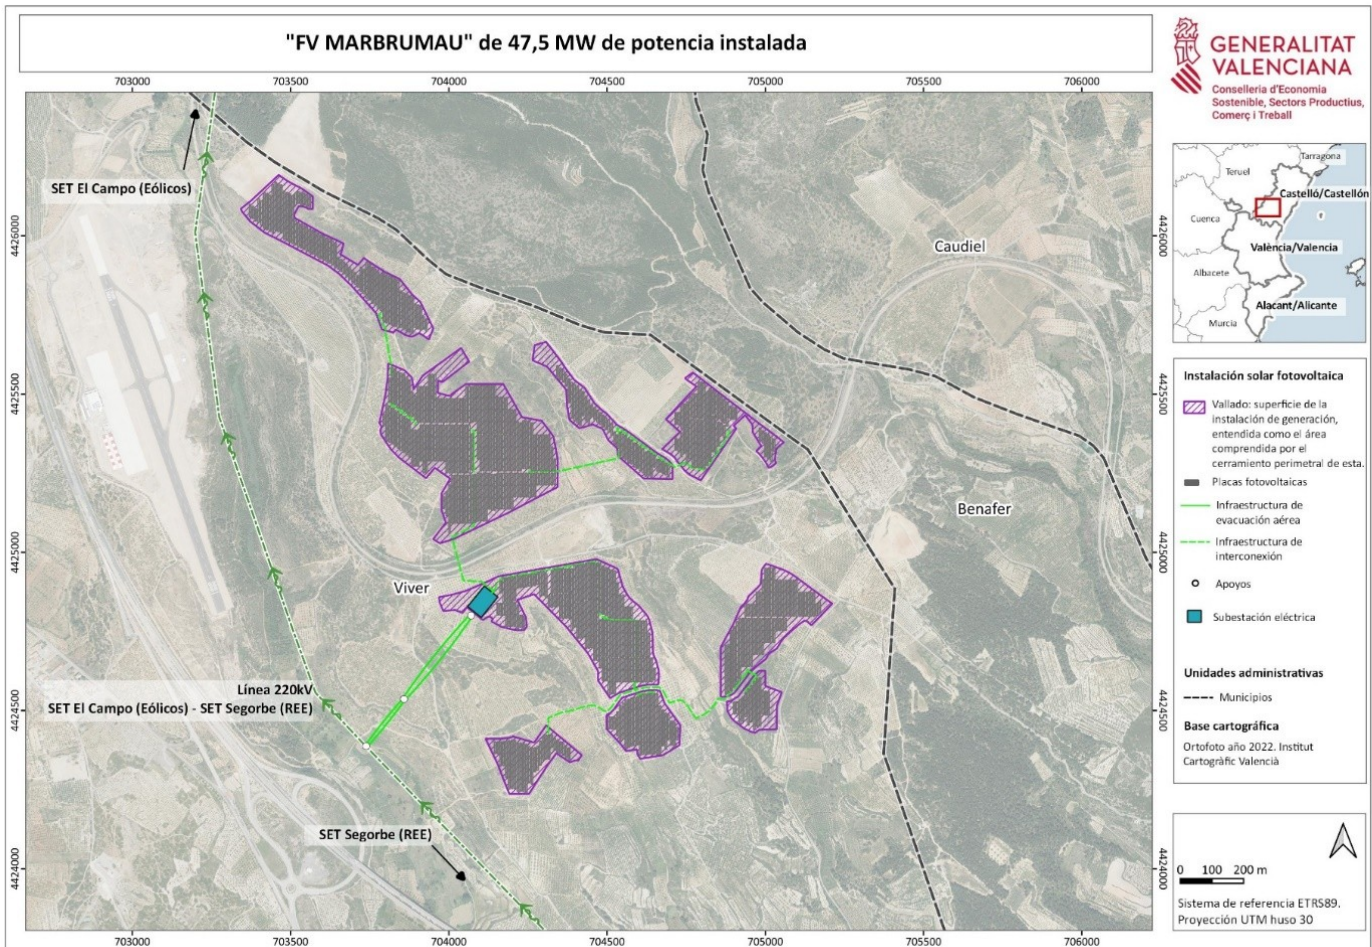 "FV MARBRUMAU" de 47,5 MW de potencia instalada
GENERALITAT
VALENCIANA
Conselleria d'Economia
Sostenible, Sectors Productius,
Comerç i Treball
703000 703500 704000 704500 705000 705500 706000
4426000
4425500
4425000
4424500
4424000
SET El Campo (Eólicos)
Caudiel
Benafer
Viver
Línea 220kV
SET El Campo (Eólicos) - SET Segorbe (REE)
SET Segorbe (REE)
4426000
4425500
4425000
4424500
4424000
703000 703500 704000 704500 705000 705500 706000
Tarragona
Teruel
Castelló/Castellón
Cuenca
València/Valencia
Albacete
Alacant/Alicante
Murcia
Instalación solar fotovoltaica
Vallado: superficie de la
instalación de generación,
entendida como el área
comprendida por el
cerramiento perimetral de esta.
Placas fotovoltaicas
Infraestructura de
evacuación aérea
Infraestructura de
interconexión
Apoyos
Subestación eléctrica
Unidades administrativas
Municipios
Base cartográfica
Ortofoto año 2022. Institut
Cartogràfic Valencià
0 100 200 m
Sistema de referencia ETRS89.
Proyección UTM huso 30